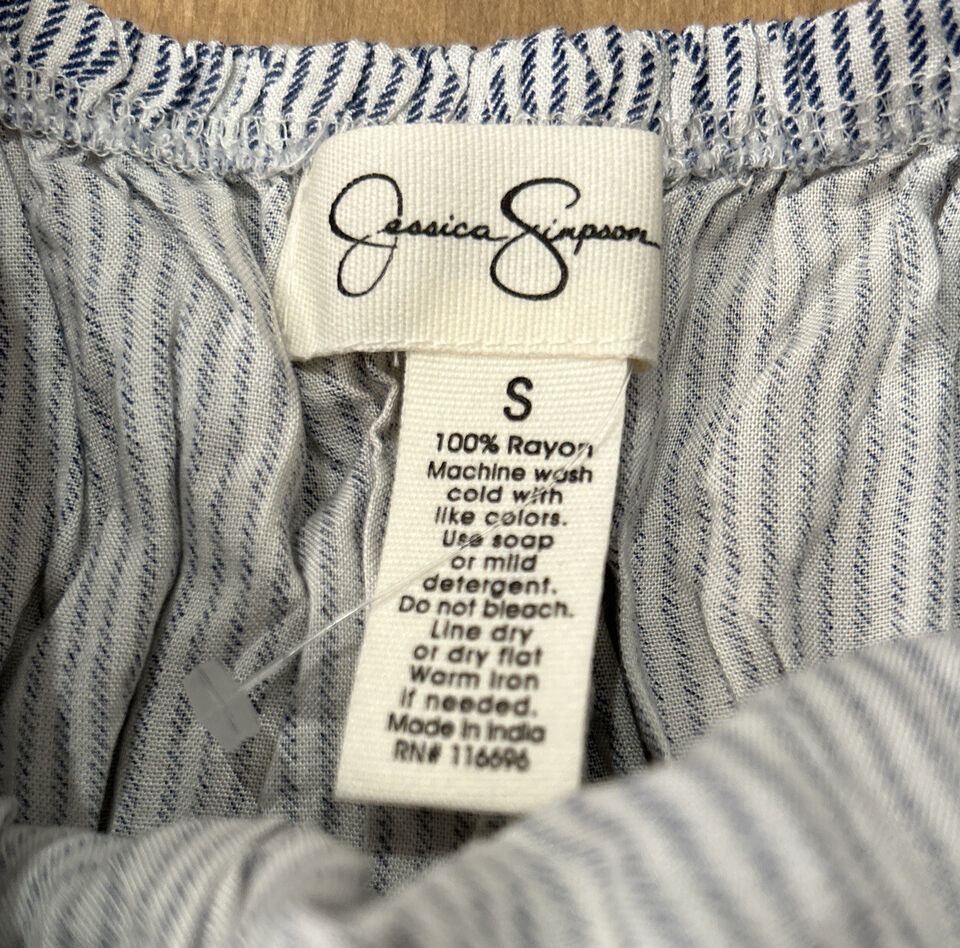 Jessica Simpson
S
100% Rayon
Machine wash
cold with
like colors.
Use soap
or mild
detergent.
Do not bleach.
Line dry
or dry flat
Warm iron
if needed.
Made in India
RN# 116696